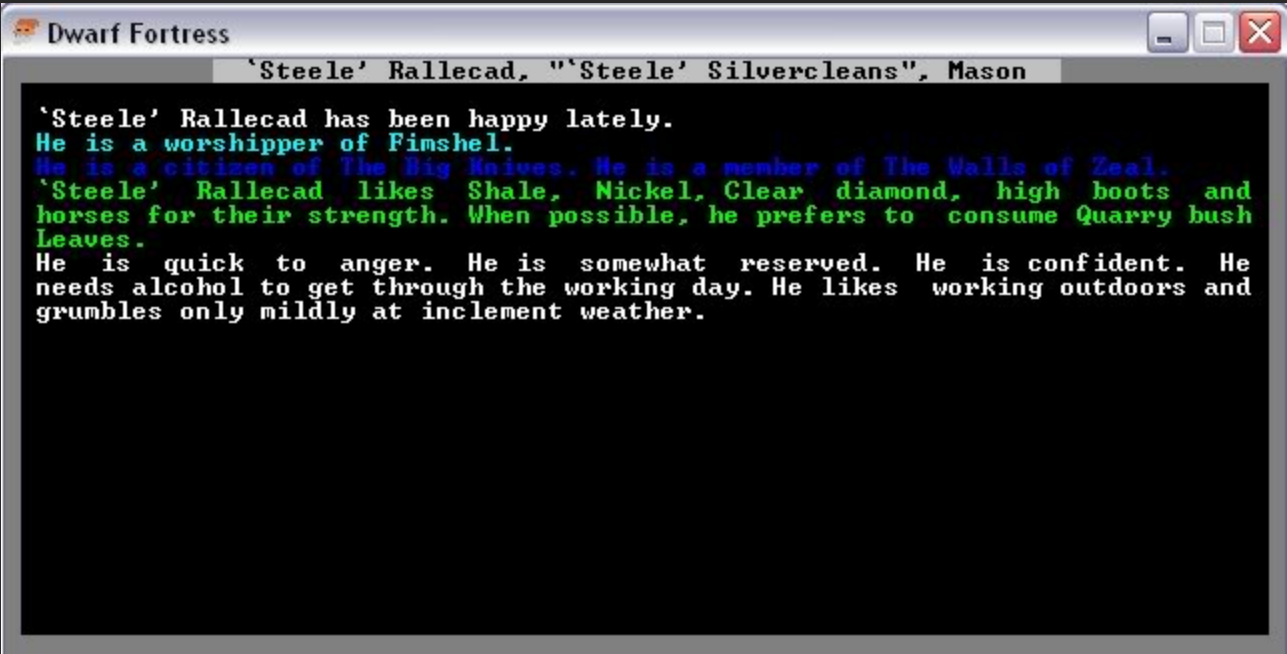 Dwarf Fortress
`Steele' Rallecad, "`Steele' Silvercleans", Mason
`Steele' Rallecad has been happy lately.
He is a worshipper of Fimshel.
He is a citizen of The Big Knives. He is a member of The Walls of Zeal.
`Steele' Rallecad likes Shale, Nickel, Clear diamond, high boots and
horses for their strength. When possible, he prefers to consume Quarry bush
Leaves.
He is quick to anger. He is somewhat reserved. He is confident. He
needs alcohol to get through the working day. He likes working outdoors and
grumbles only mildly at inclement weather.